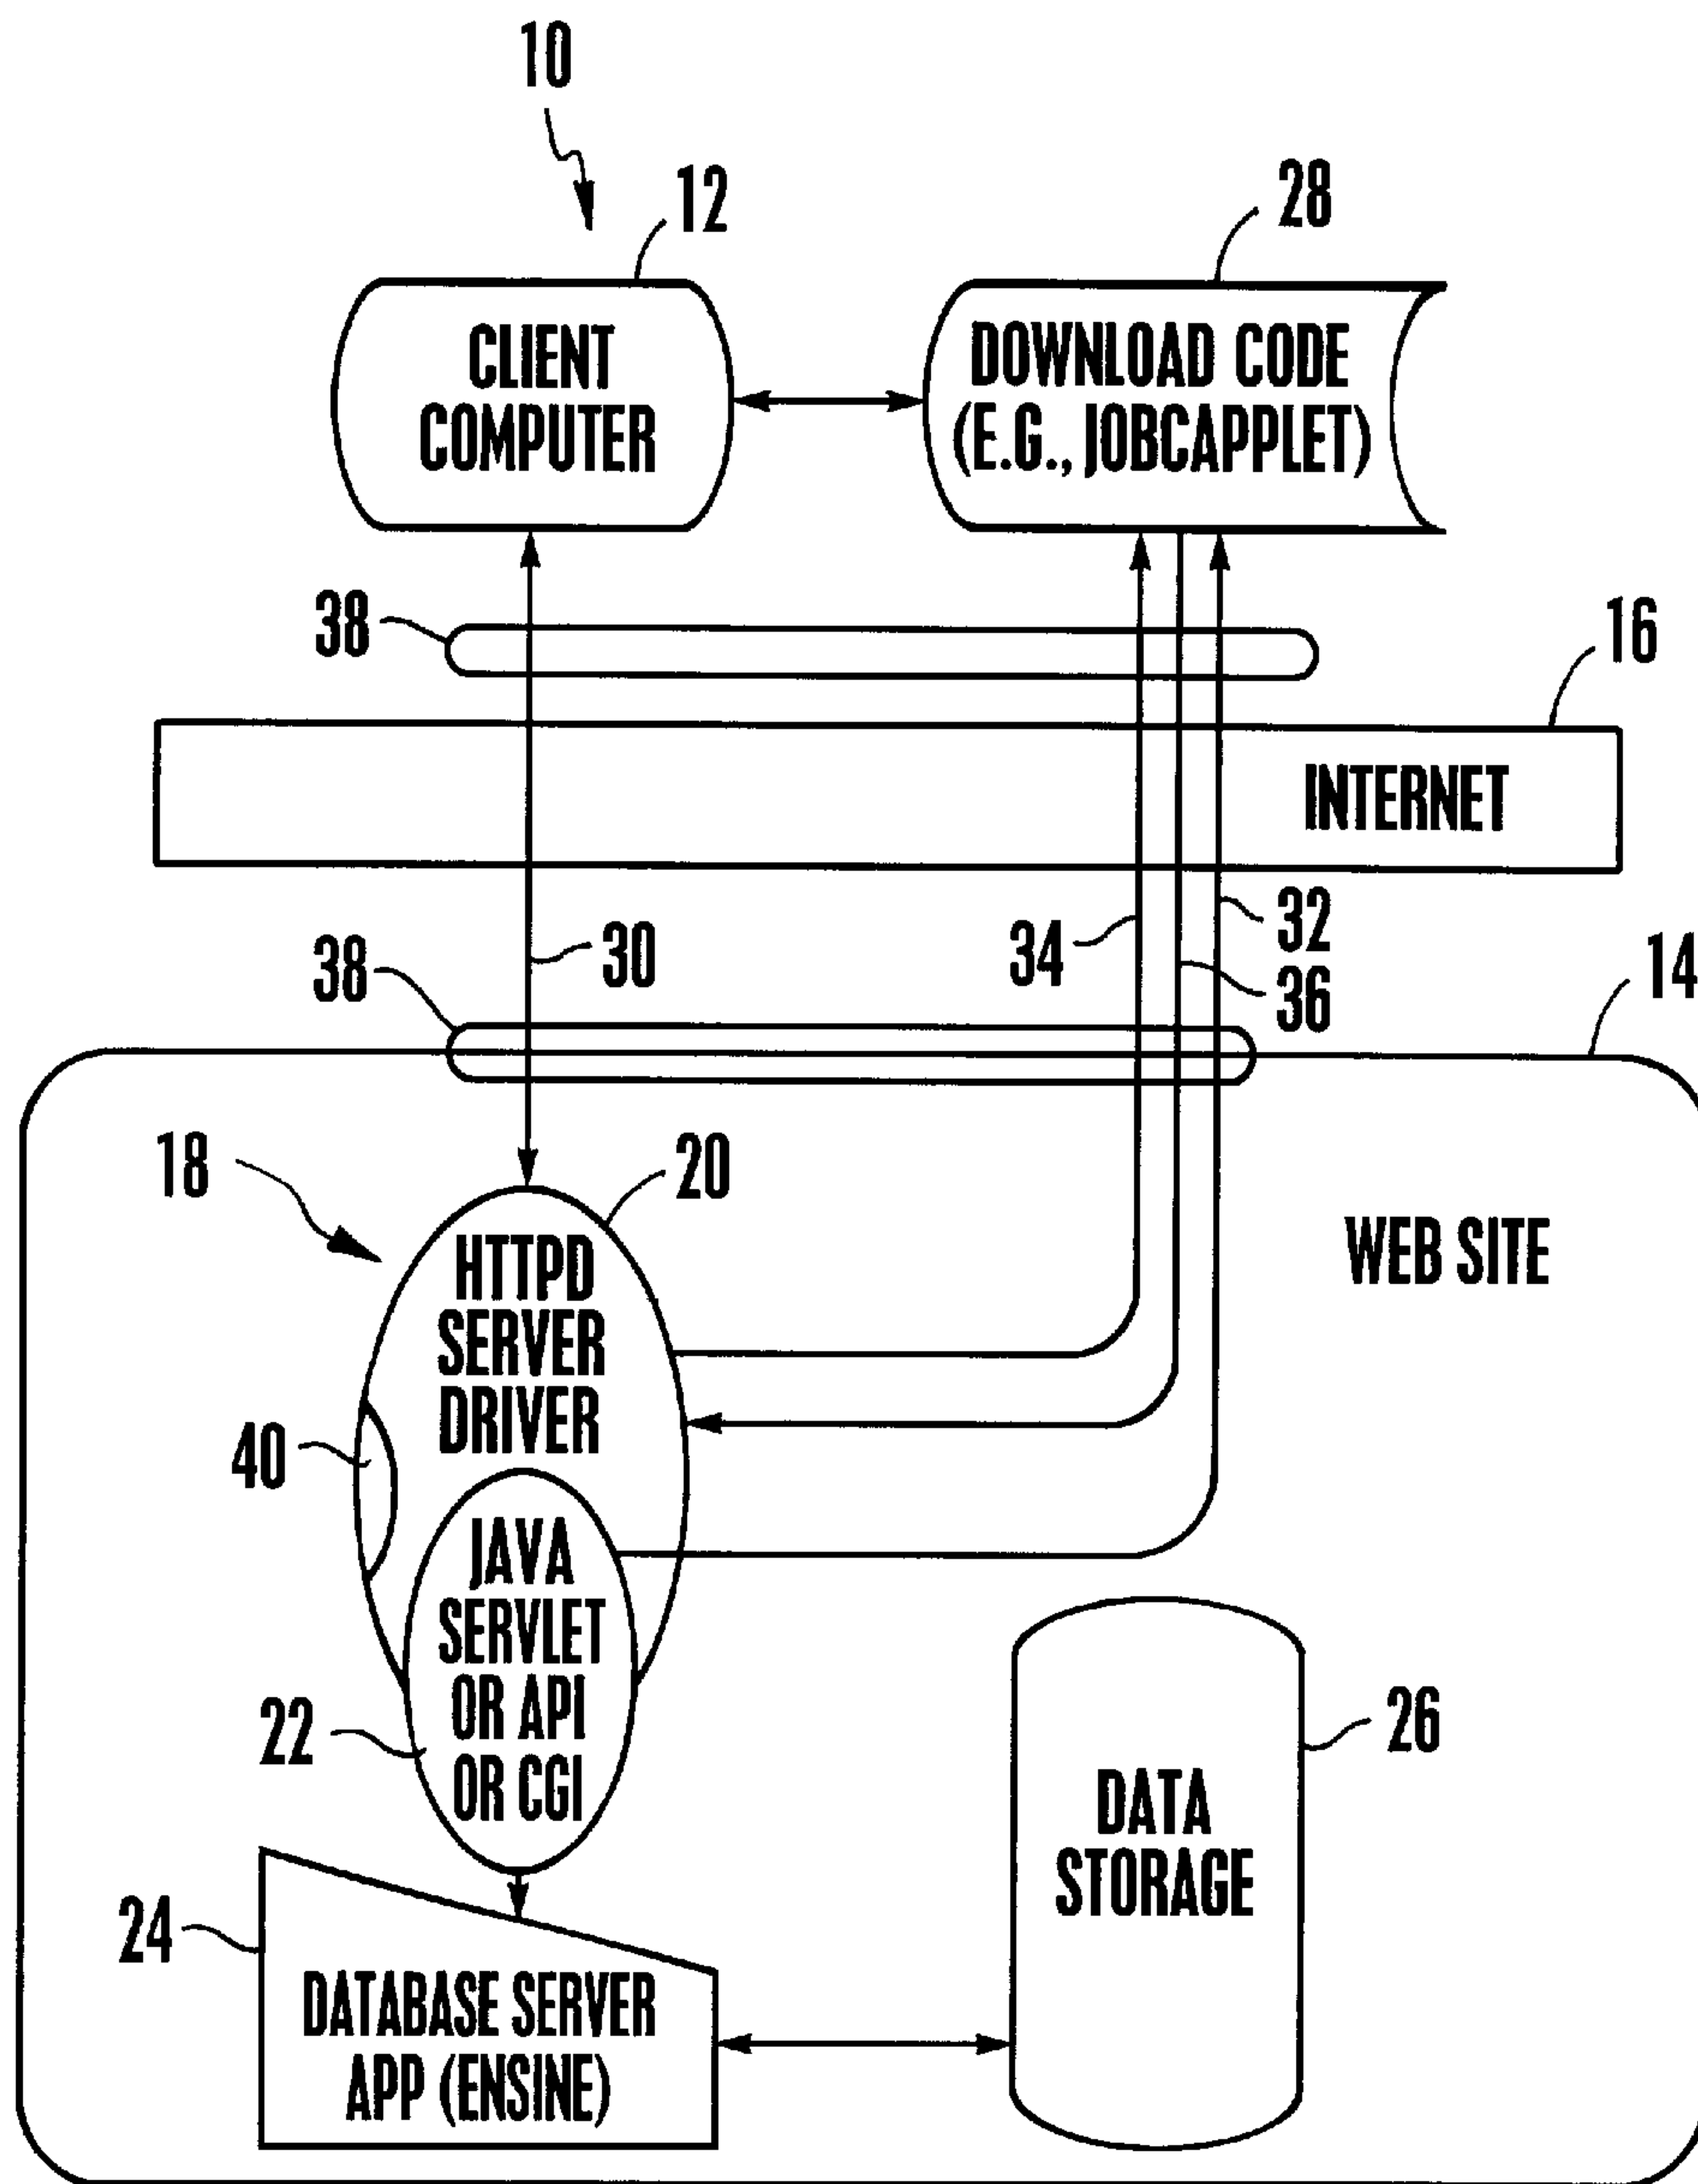 10
12
28
CLIENT
COMPUTER
DOWNLOAD CODE
(E.G., JOBCAPPLET)
38
16
INTERNET
30
34
32
36
38
14
18
20
WEB SITE
HTTPD
SERVER
DRIVER
40
JAVA
SERVLET
OR API
OR CGI
22
26
DATA
STORAGE
24
DATABASE SERVER
APP (ENSINE)